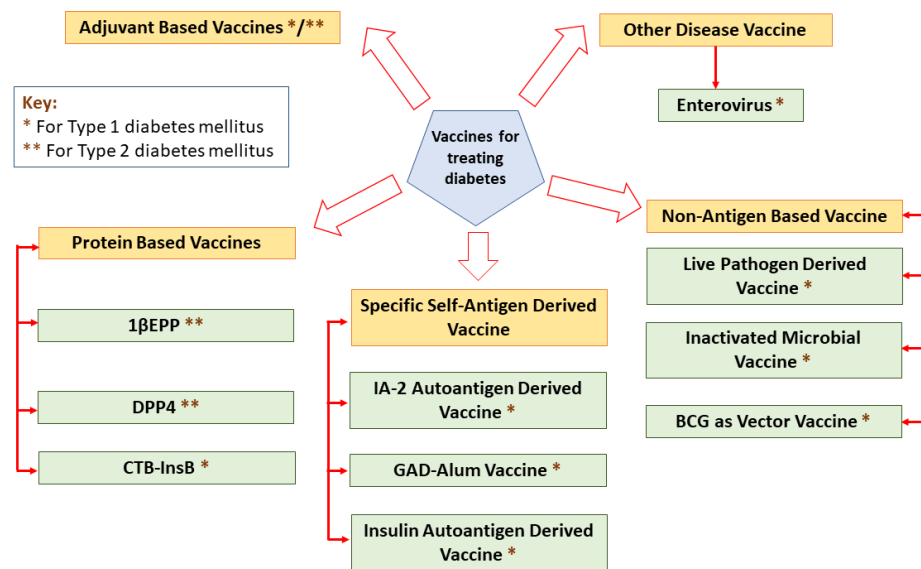 Adjuvant Based Vaccines */**
Other Disease Vaccine
Enterovirus *
Key:
* For Type 1 diabetes mellitus
** For Type 2 diabetes mellitus
Vaccines for
treating
diabetes
Protein Based Vaccines
1βEPP **
DPP4 **
CTB-InsB *
Specific Self-Antigen Derived
Vaccine
IA-2 Autoantigen Derived
Vaccine *
GAD-Alum Vaccine *
Insulin Autoantigen Derived
Vaccine *
Non-Antigen Based Vaccine
Live Pathogen Derived
Vaccine *
Inactivated Microbial
Vaccine *
BCG as Vector Vaccine *